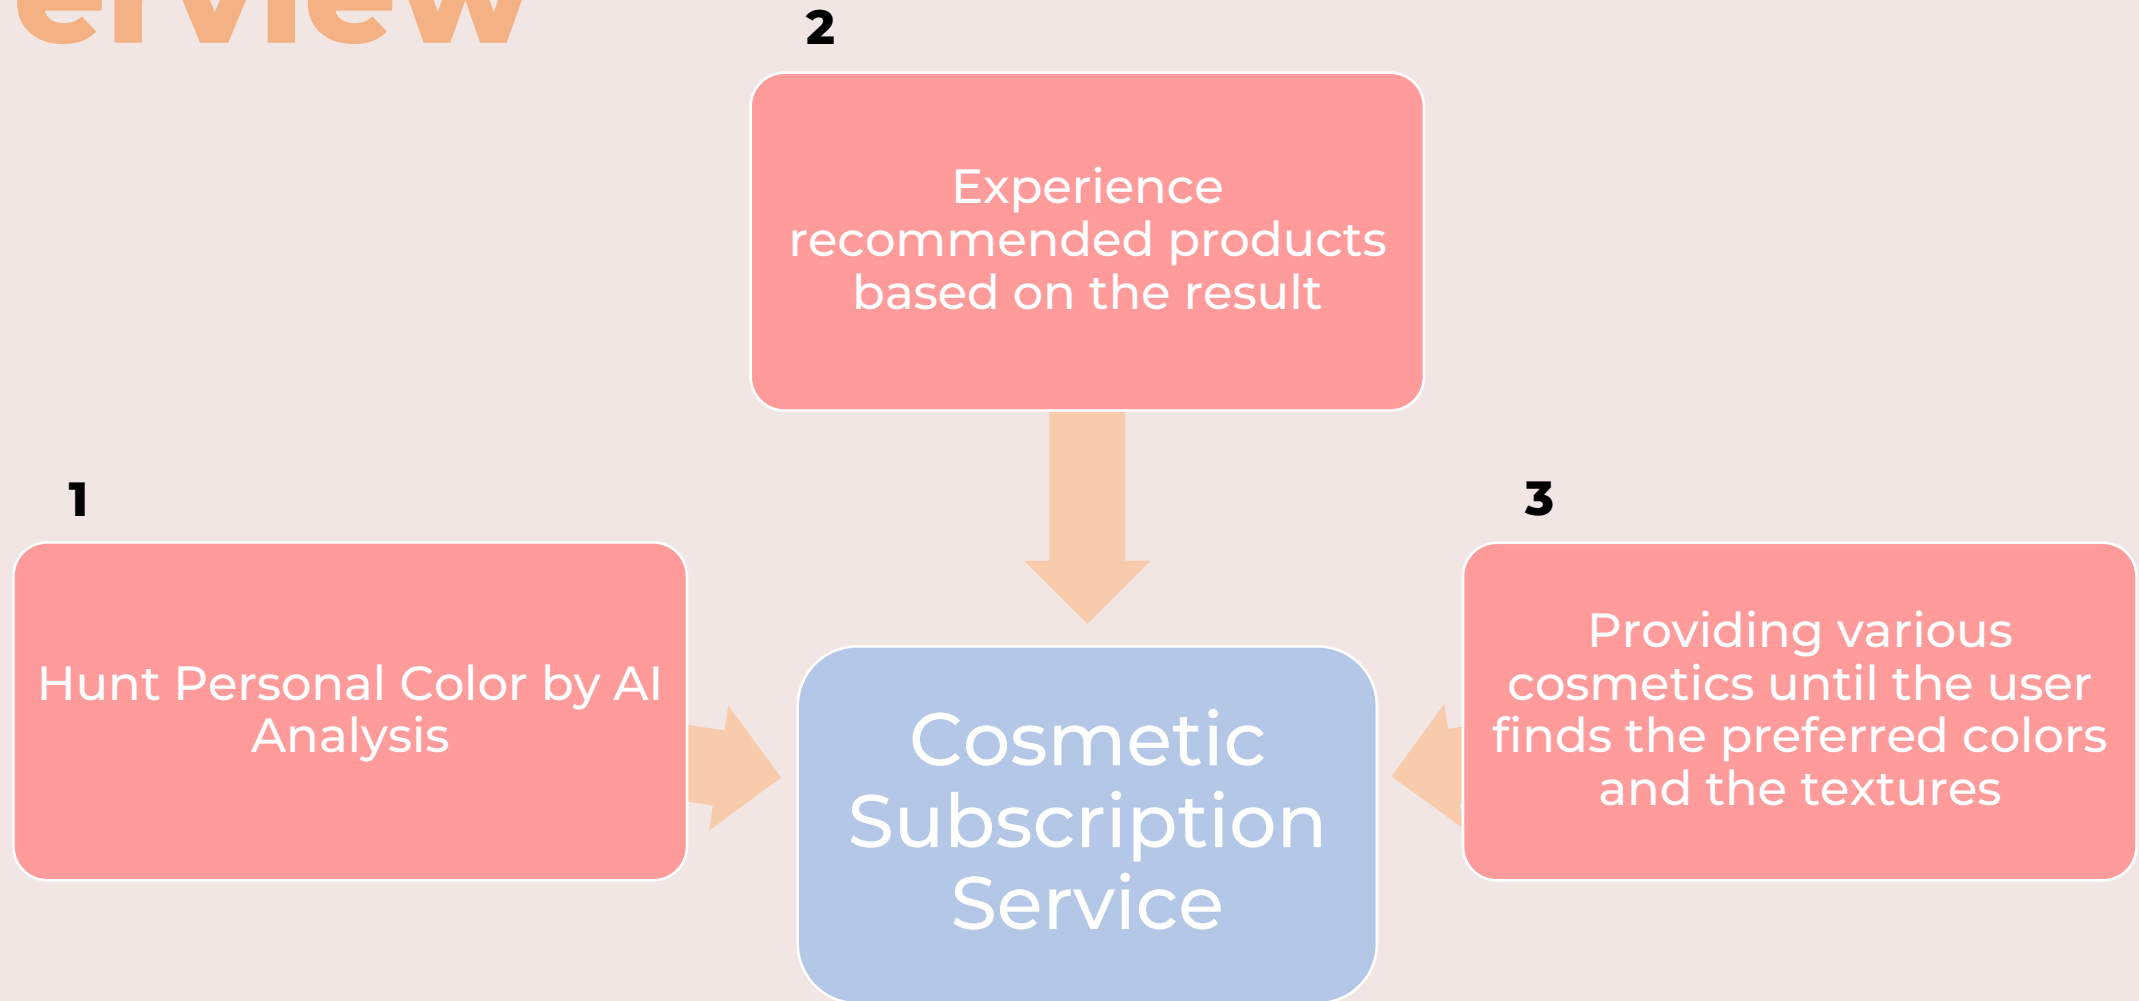 erview
2
Experience
recommended products
based on the result
1
Hunt Personal Color by AI
Analysis
3
Providing various
cosmetics until the user
finds the preferred colors
and the textures
Cosmetic
Subscription
Service